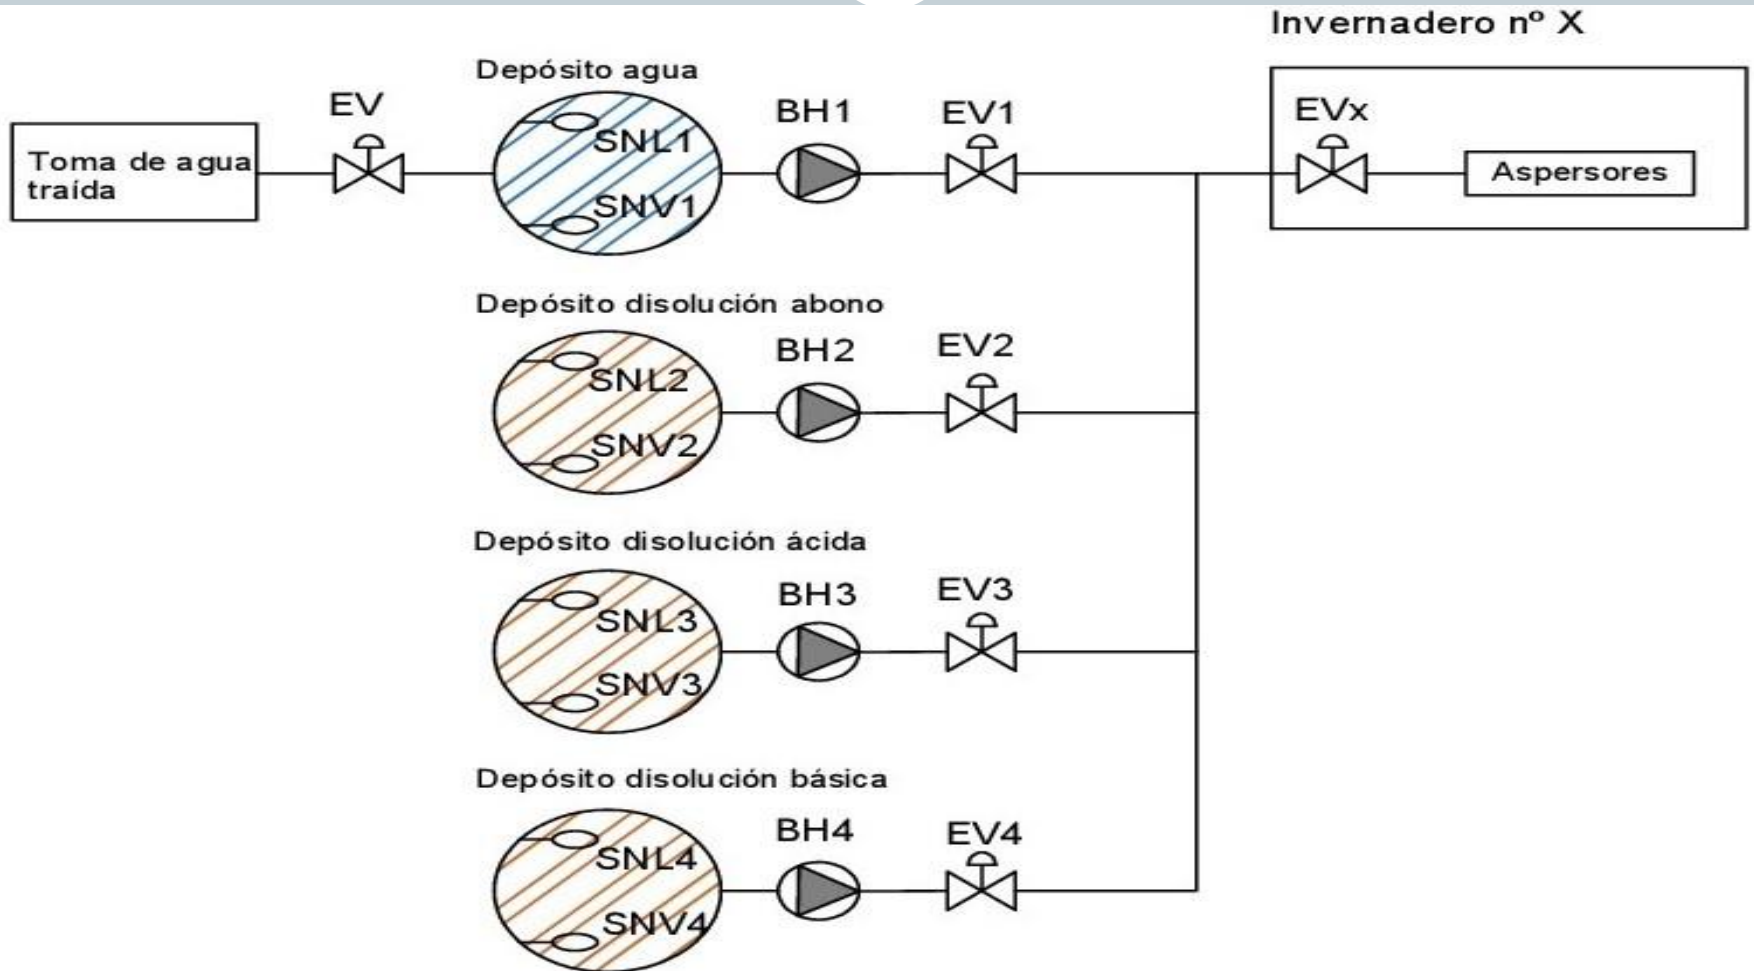 Invernadero nº X
Depósito agua
EV
BH1
EV1
EVx
SNL1
Toma de agua
traída
Aspersores
SNV1
Depósito disolución abono
BH2
EV2
SNL2
SNV2
Depósito disolución ácida
BH3
EV3
SNL3
SNV3
Depósito disolución básica
BH4
EV4
SNL4
SNV4